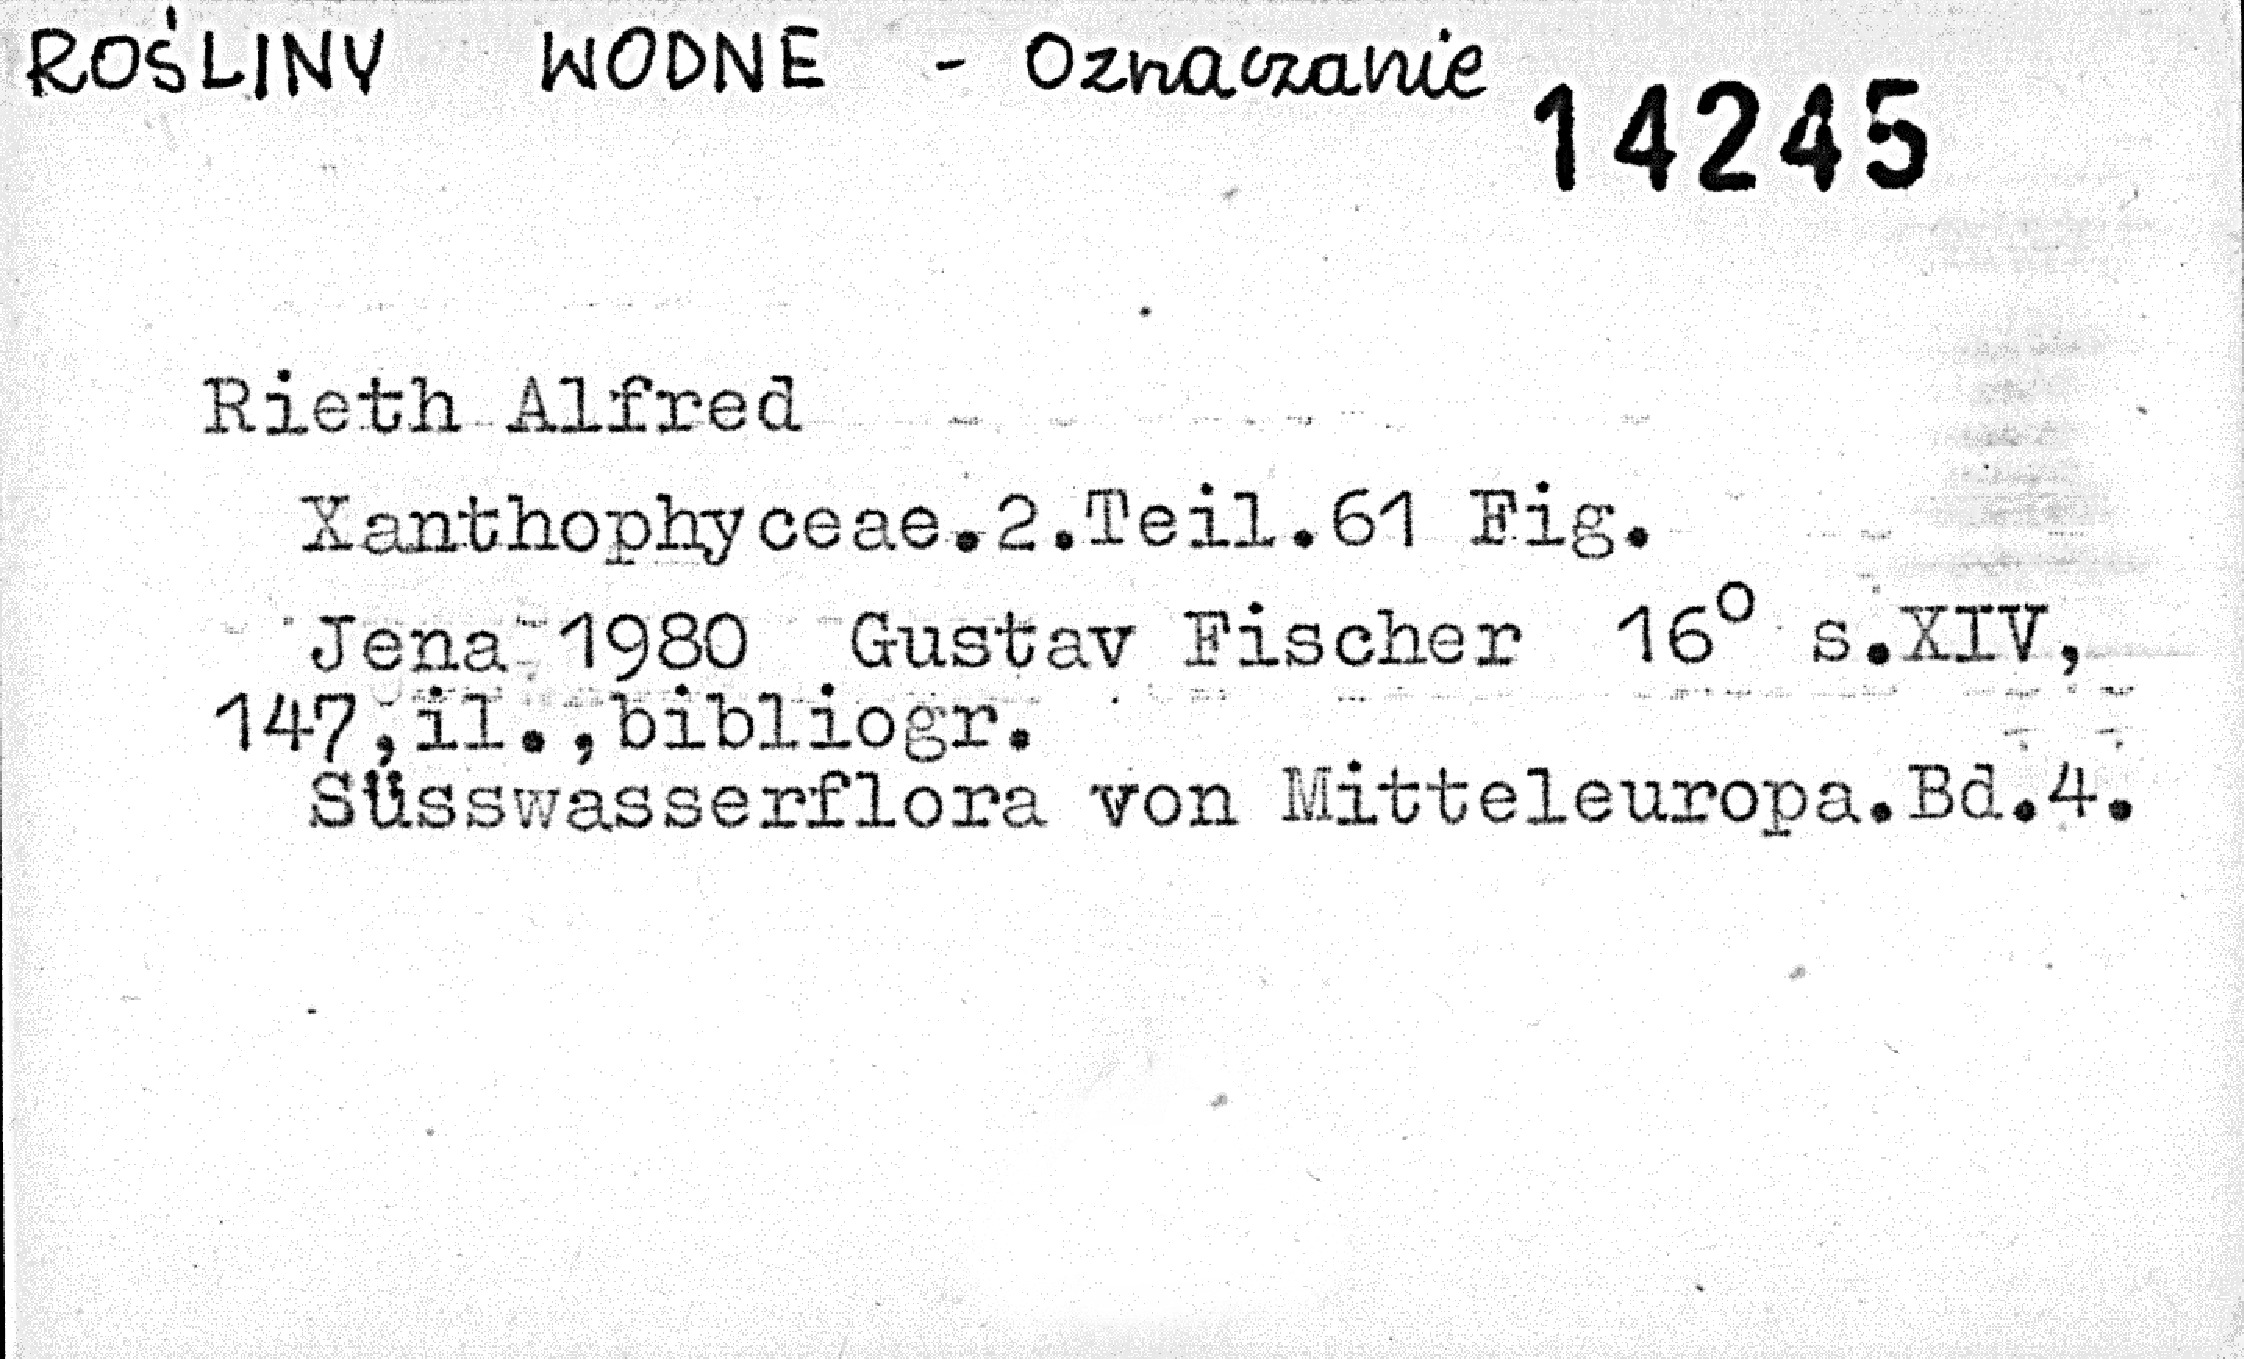 ROŚLINY WODNE - Oznaczanie
14245
Rieth Alfred
Xanthophyceae.2.Teil.61 Fig.
Jena 1980 Gustav Fischer 16° s.XIV,
147,il.,bibliogr.
Süsswasserflora von Mitteleuropa.Bd.4.